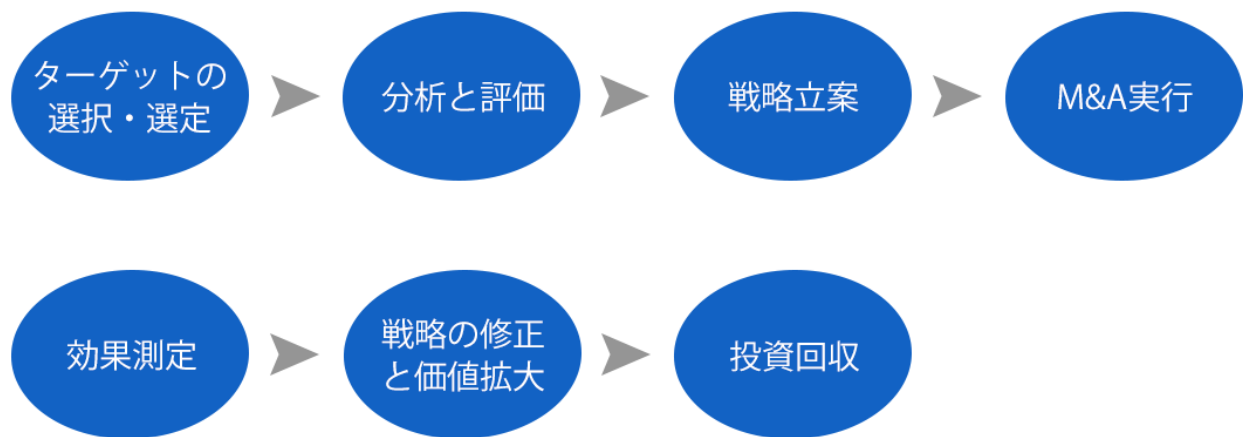 ターゲットの
選択・選定
分析と評価
戦略立案
M&A実行
効果測定
戦略の修正
と価値拡大
投資回収